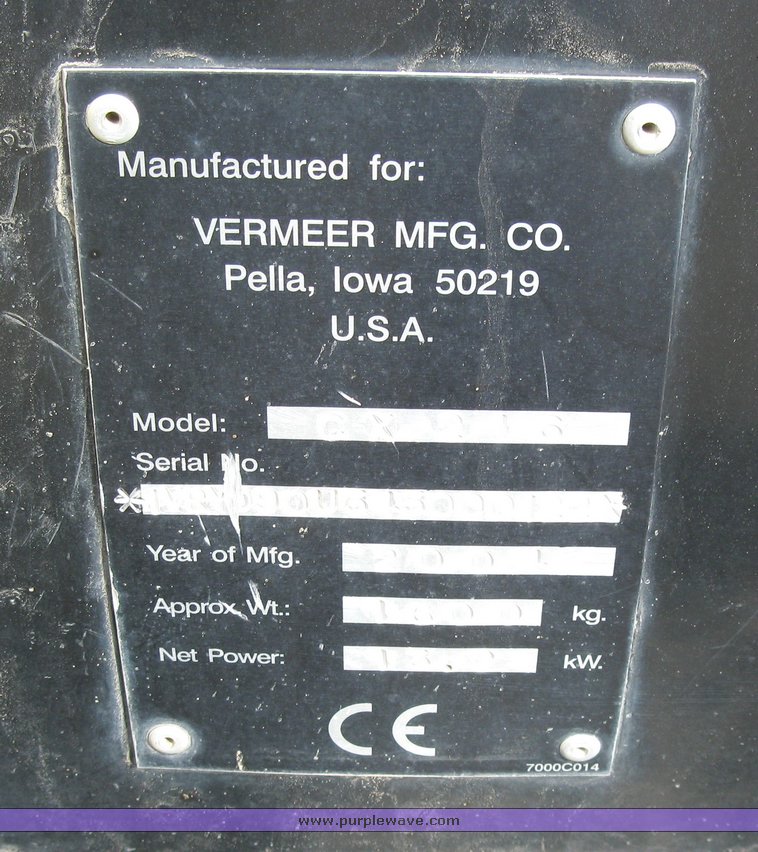 Manufactured for:
VERMEER MFG. CO.
Pella, Iowa 50219
U.S.A.
Model:
Serial No.
Year of Mfg.
Approx. Wt.: kg.
Net Power: kW.
CE
7000C014
www.purplewave.com